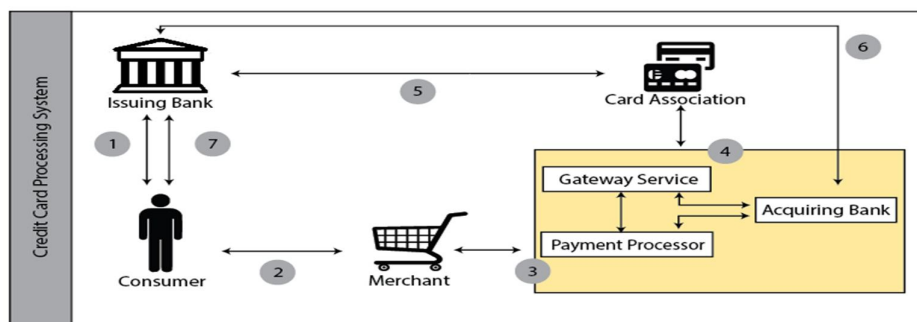 Credit Card Processing System
6
Issuing Bank
5
Card Association
1
7
4
Gateway Service
Acquiring Bank
Payment Processor
Consumer
2
Merchant
3